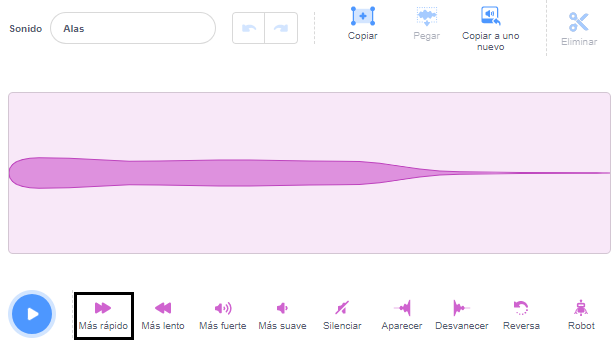 Sonido
Alas
Copiar
Pegar
Copiar a uno
nuevo
Eliminar
Más rápido
Más lento
Más fuerte
Más suave
Silenciar
Aparecer
Desvanecer
Reversa
Robot